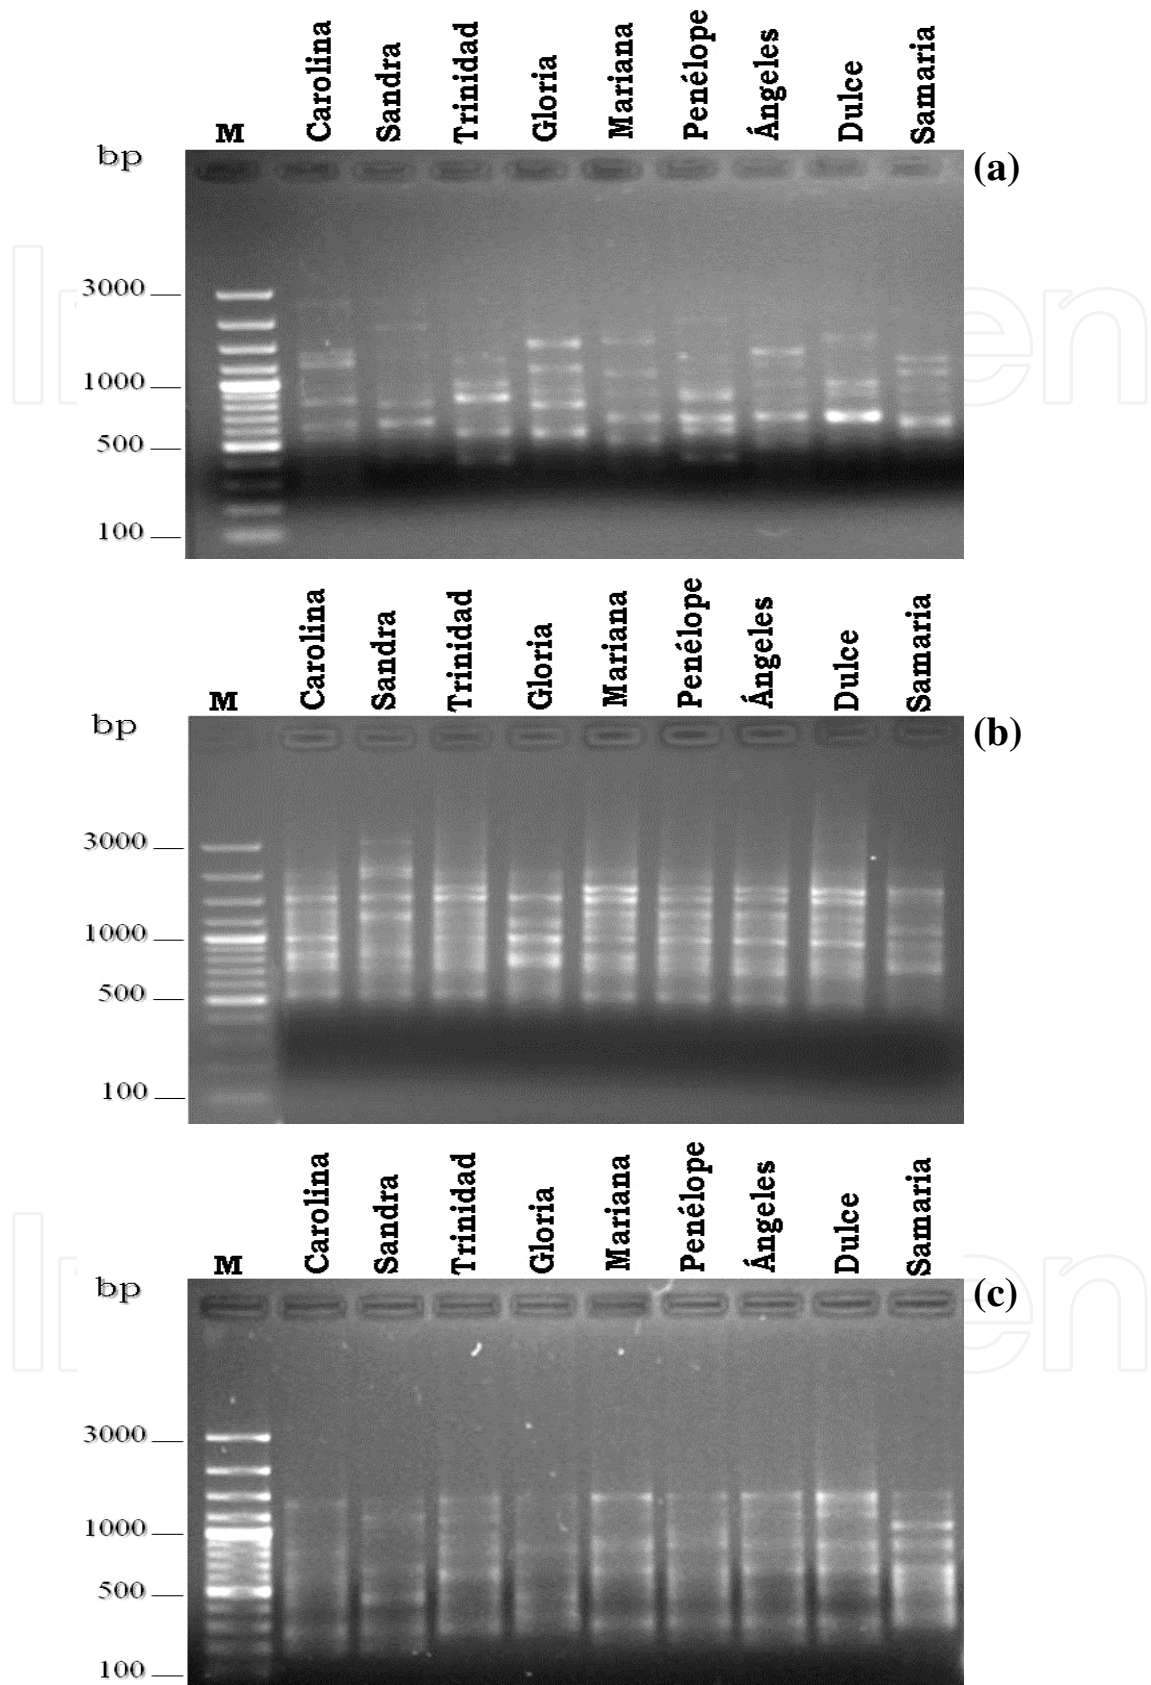 M Carolina Sandra Trinidad Gloria Mariana Penélope Ángeles Dulce Samaria
bp
(a)
3000
1000
500
100
M Carolina Sandra Trinidad Gloria Mariana Penélope Ángeles Dulce Samaria
bp
(b)
3000
1000
500
100
M Carolina Sandra Trinidad Gloria Mariana Penélope Ángeles Dulce Samaria
bp
(c)
3000
1000
500
100